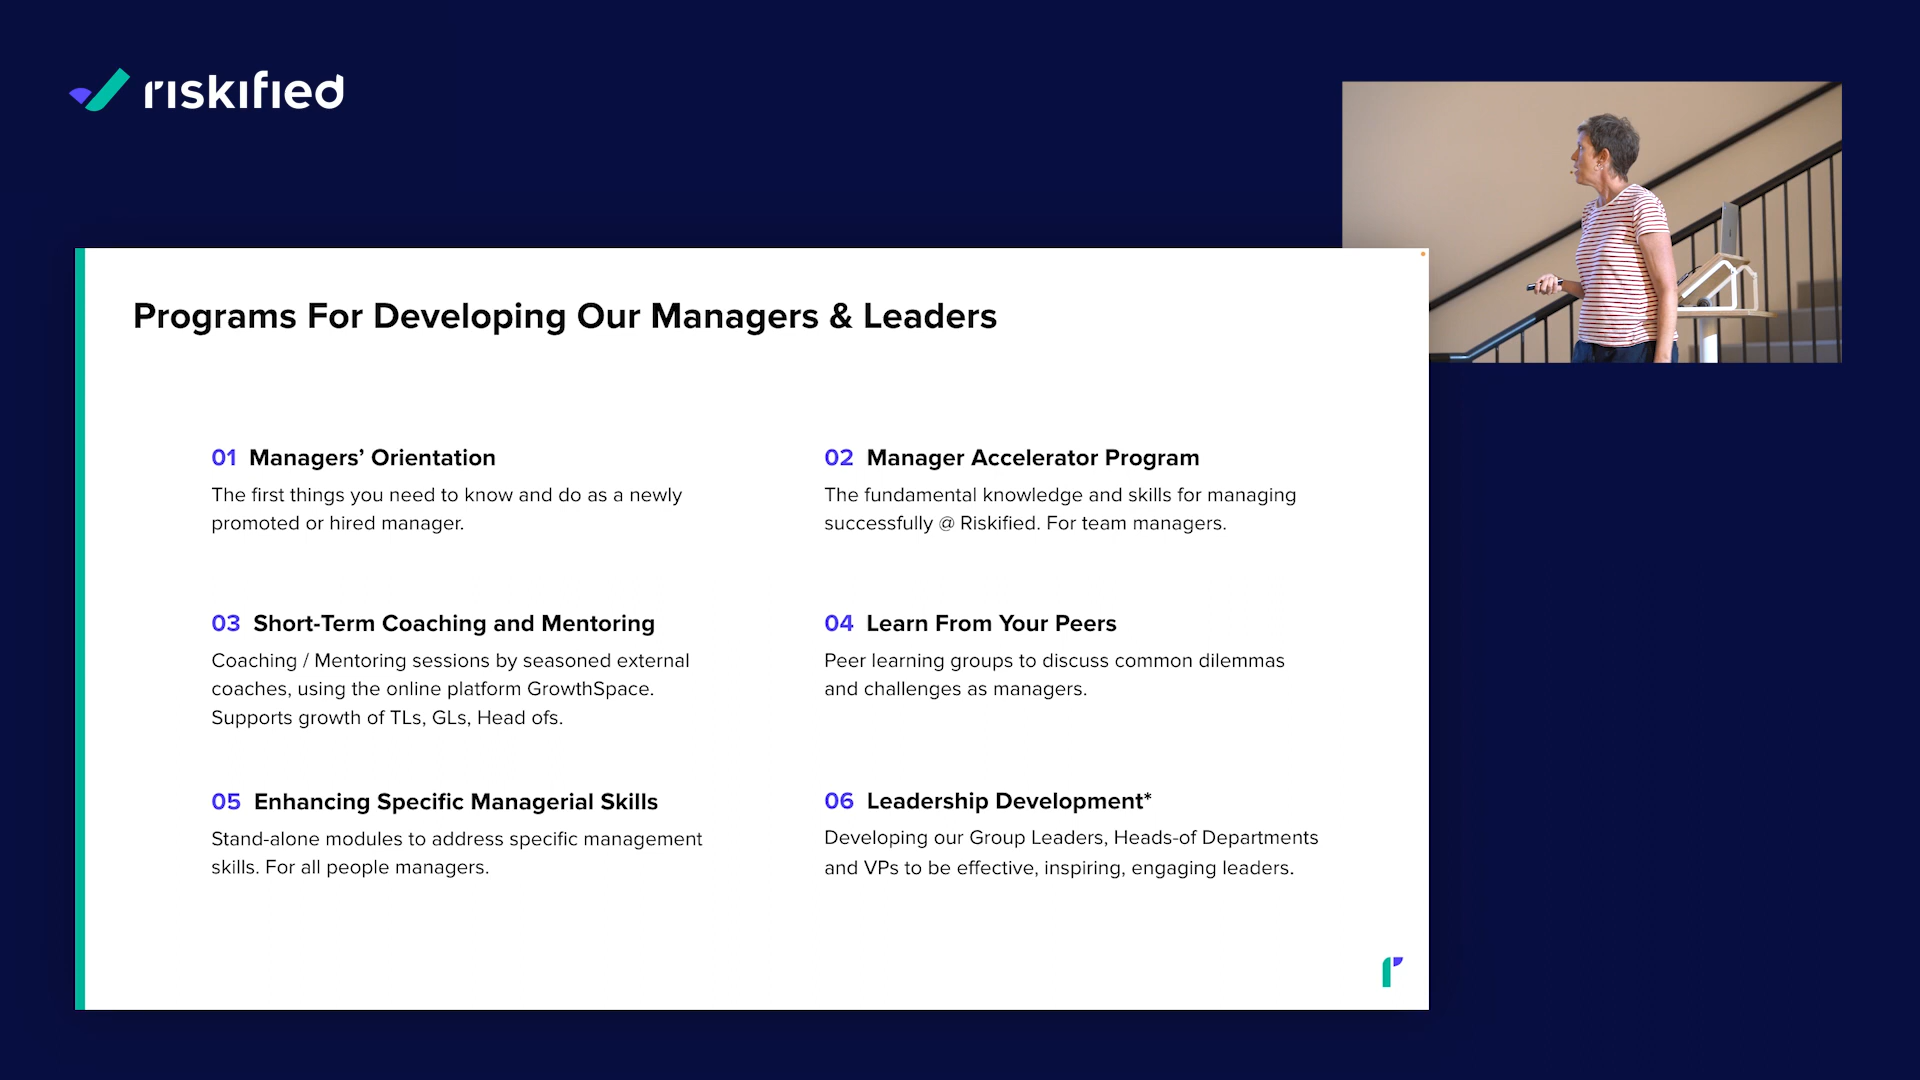 riskified
Programs For Developing Our Managers & Leaders
01 Managers’ Orientation
The first things you need to know and do as a newly
promoted or hired manager.
02 Manager Accelerator Program
The fundamental knowledge and skills for managing
successfully @ Riskified. For team managers.
03 Short-Term Coaching and Mentoring
Coaching / Mentoring sessions by seasoned external
coaches, using the online platform GrowthSpace.
Supports growth of TLs, GLs, Head ofs.
04 Learn From Your Peers
Peer learning groups to discuss common dilemmas
and challenges as managers.
05 Enhancing Specific Managerial Skills
Stand-alone modules to address specific management
skills. For all people managers.
06 Leadership Development*
Developing our Group Leaders, Heads-of Departments
and VPs to be effective, inspiring, engaging leaders.